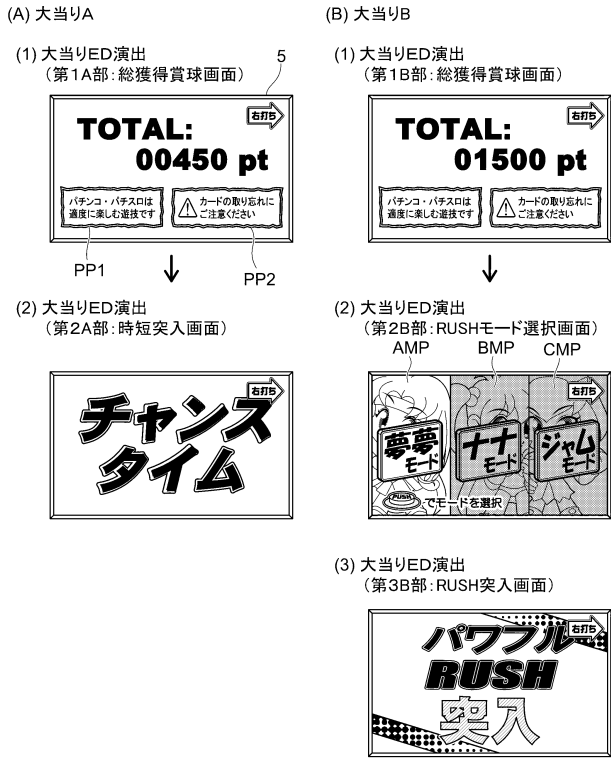 (A) 大当りA
(1) 大当りED演出
(第1A部:総獲得賞球画面)
5
右打ち
TOTAL:
00450 pt
パチンコ・パチスロは
適度に楽しむ遊技です
カードの取り忘れに
ご注意ください
PP1
PP2
(2) 大当りED演出
(第2A部:時短突入画面)
右打ち
チャンス
タイム
(B) 大当りB
(1) 大当りED演出
(第1B部:総獲得賞球画面)
右打ち
TOTAL:
01500 pt
パチンコ・パチスロは
適度に楽しむ遊技です
カードの取り忘れに
ご注意ください
(2) 大当りED演出
(第2B部:RUSHモード選択画面)
AMP
BMP
CMP
右打ち
夢夢
モード
ナナ
モード
ジャム
モード
PUSH でモードを選択
(3) 大当りED演出
(第3B部:RUSH突入画面)
右打ち
パワフル
RUSH
突入